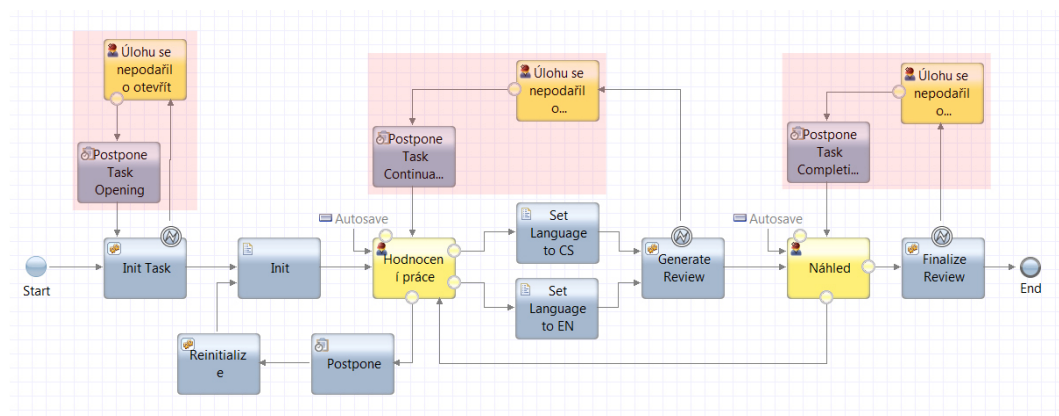 Úlohu se
nepodařil
o otevřít
Postpone
Task
Opening
Úlohu se
nepodařil
o...
Postpone
Task
Continua...
Úlohu se
nepodařil
o...
Postpone
Task
Completi...
Start
Init Task
Init
Autosave
Hodnocen
í práce
Set
Language
to CS
Set
Language
to EN
Generate
Review
Autosave
Náhled
Finalize
Review
End
Reinitializ
e
Postpone